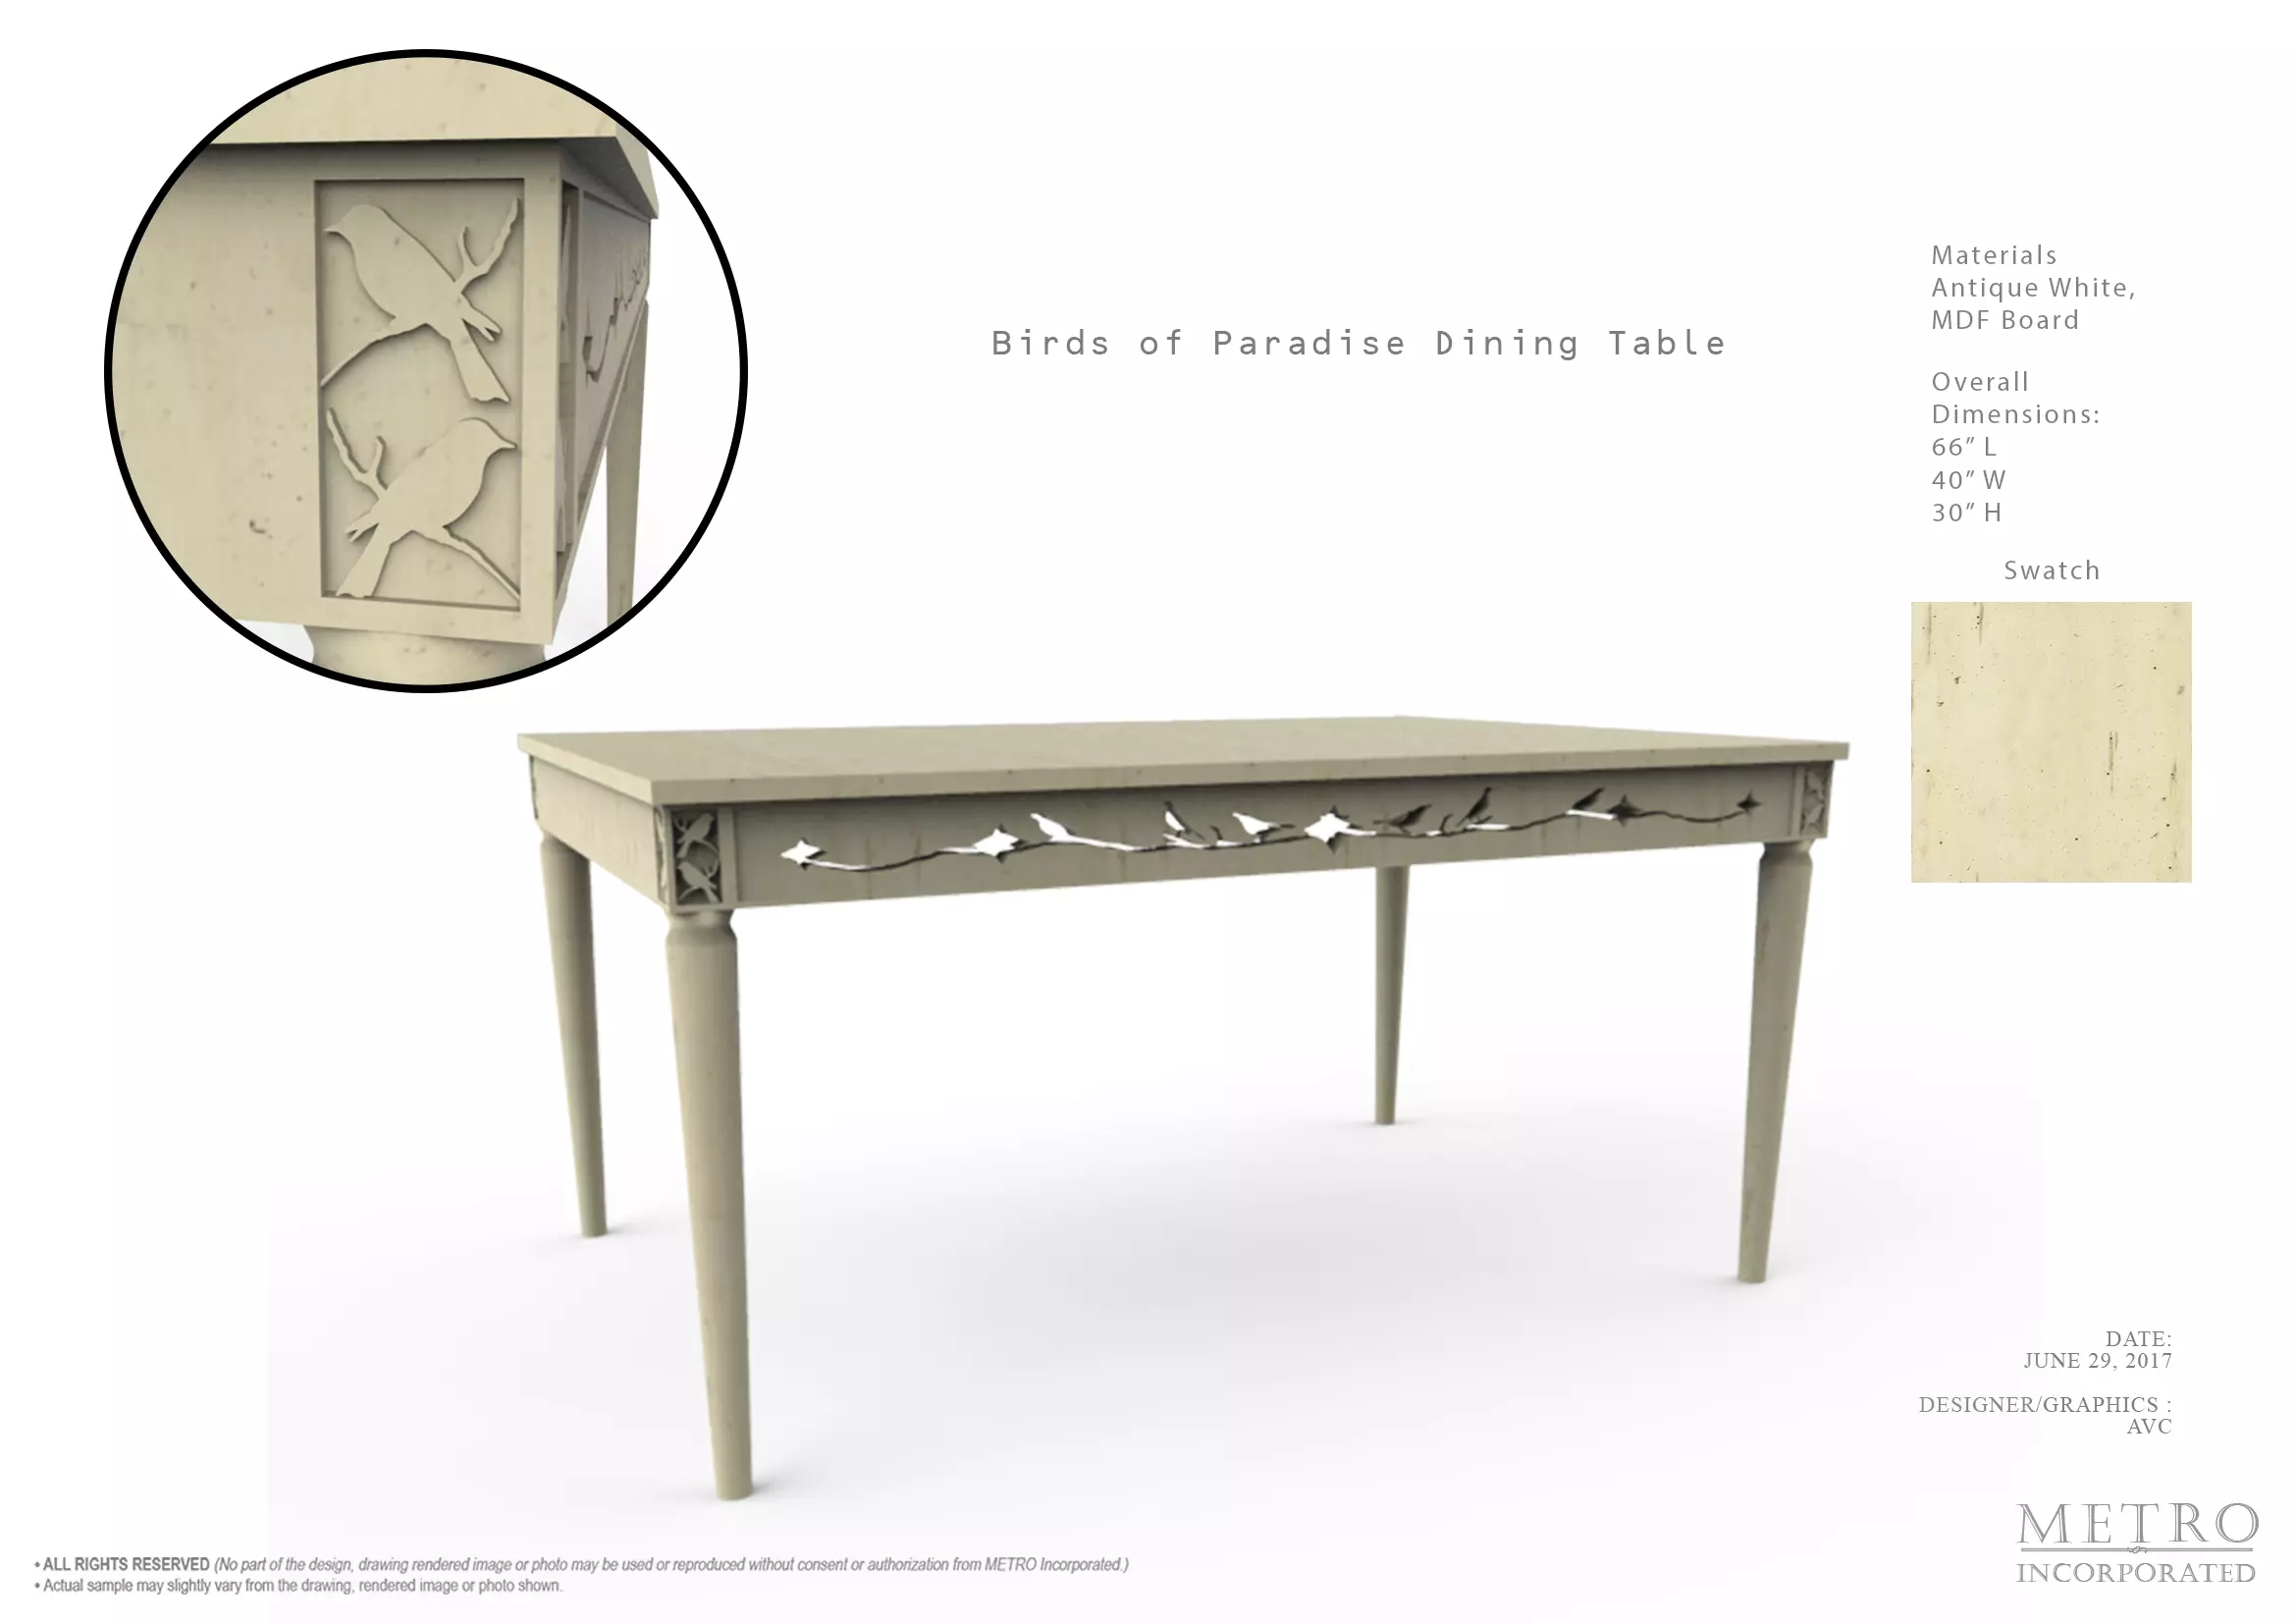 Birds of Paradise Dining Table
Materials
Antique White,
MDF Board
Overall
Dimensions:
66” L
40” W
30” H
Swatch
DATE:
JUNE 29, 2017
DESIGNER/GRAPHICS :
AVC
METRO
INCORPORATED
• ALL RIGHTS RESERVED (No part of the design, drawing rendered image or photo may be used or reproduced without consent or authorization from METRO Incorporated.)
• Actual sample may slightly vary from the drawing, rendered image or photo shown.